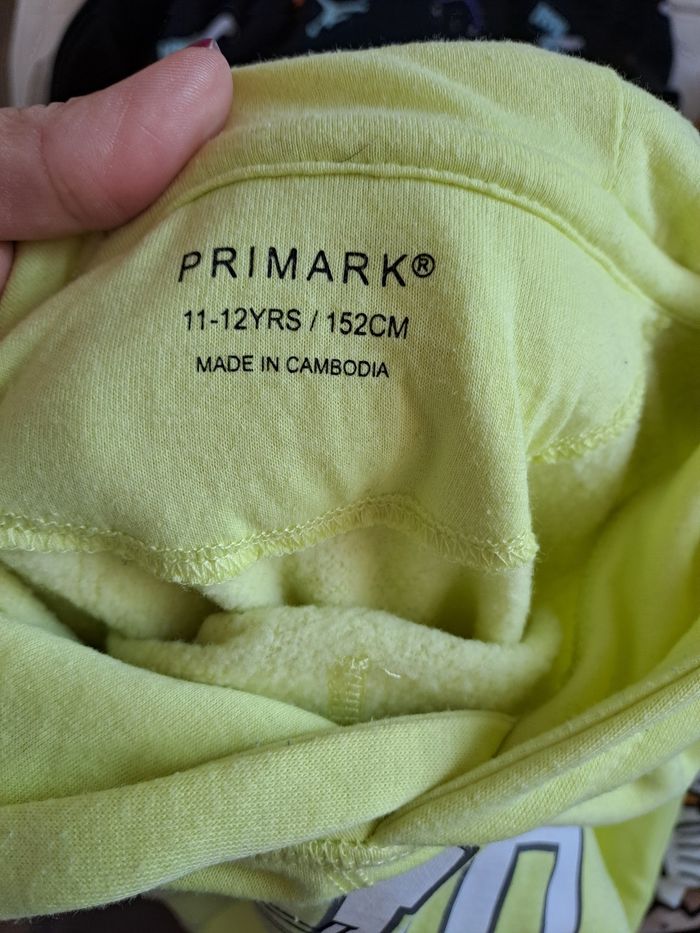 PRIMARK®
11-12YRS / 152CM
MADE IN CAMBODIA